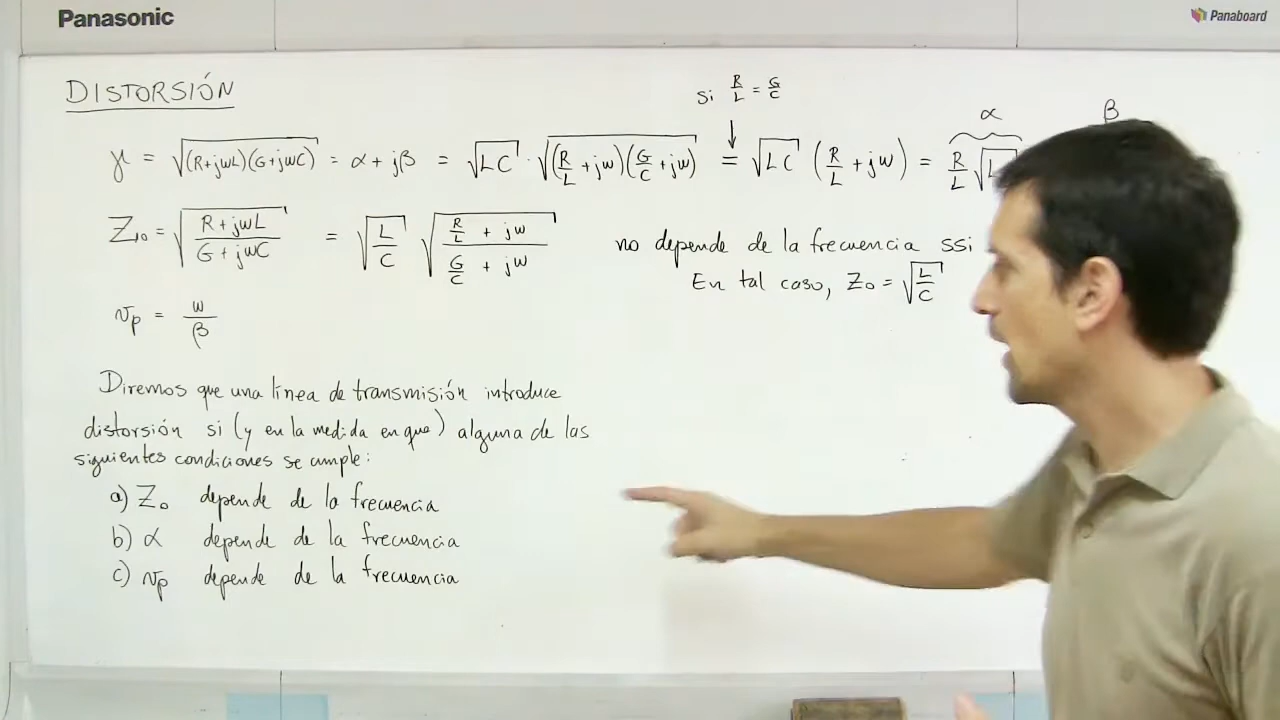 Panasonic
Panaboard
DISTORSIÓN
si R/L = G/C
α β
γ = √((R+jωL)(G+jωC)) = α + jβ = √(LC) · √((R/L + jω)(G/C + jω)) = √(LC) (R/L + jω) = R/L √
Z₀ = √((R + jωL)/(G + jωC)) = √(L/C) √((R/L + jω)/(G/C + jω)) no depende de la frecuencia ssi
En tal caso, Z₀ = √(L/C)
vp = ω/β
Diremos que una línea de transmisión introduce
distorsión si (y en la medida en que) alguna de las
siguientes condiciones se cumple:
a) Z₀ depende de la frecuencia
b) α depende de la frecuencia
c) vp depende de la frecuencia